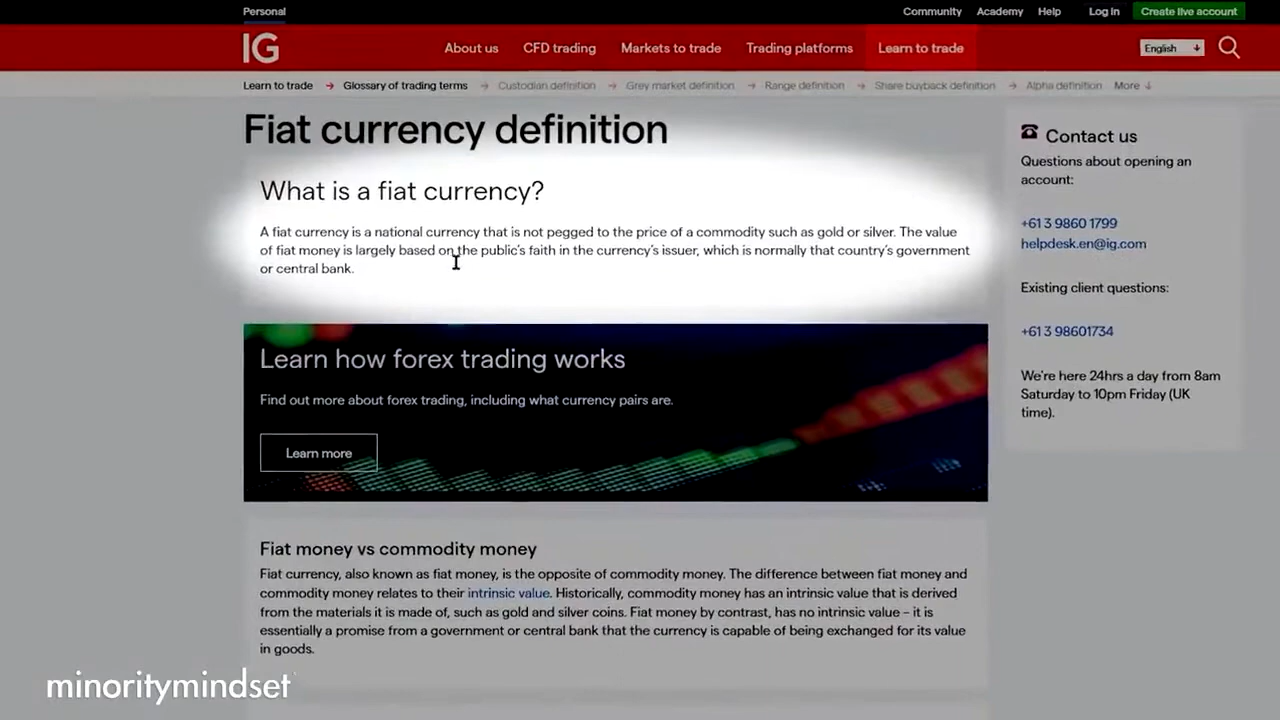 Personal
Community Academy Help Log in Create live account
IG
About us CFD trading Markets to trade Trading platforms Learn to trade
English
Learn to trade → Glossary of trading terms → Custodian definition → Grey market definition → Range definition → Share buyback definition → Alpha definition More ↓
Fiat currency definition
What is a fiat currency?
A fiat currency is a national currency that is not pegged to the price of a commodity such as gold or silver. The value
of fiat money is largely based on the public's faith in the currency's issuer, which is normally that country's government
or central bank.
Learn how forex trading works
Find out more about forex trading, including what currency pairs are.
Learn more
Fiat money vs commodity money
Fiat currency, also known as fiat money, is the opposite of commodity money. The difference between fiat money and
commodity money relates to their intrinsic value. Historically, commodity money has an intrinsic value that is derived
from the materials it is made of, such as gold and silver coins. Fiat money by contrast, has no intrinsic value – it is
essentially a promise from a government or central bank that the currency is capable of being exchanged for its value
in goods.
Contact us
Questions about opening an
account:
+61 3 9860 1799
helpdesk.en@ig.com
Existing client questions:
+61 3 98601734
We're here 24hrs a day from 8am
Saturday to 10pm Friday (UK
time).
minoritymindset